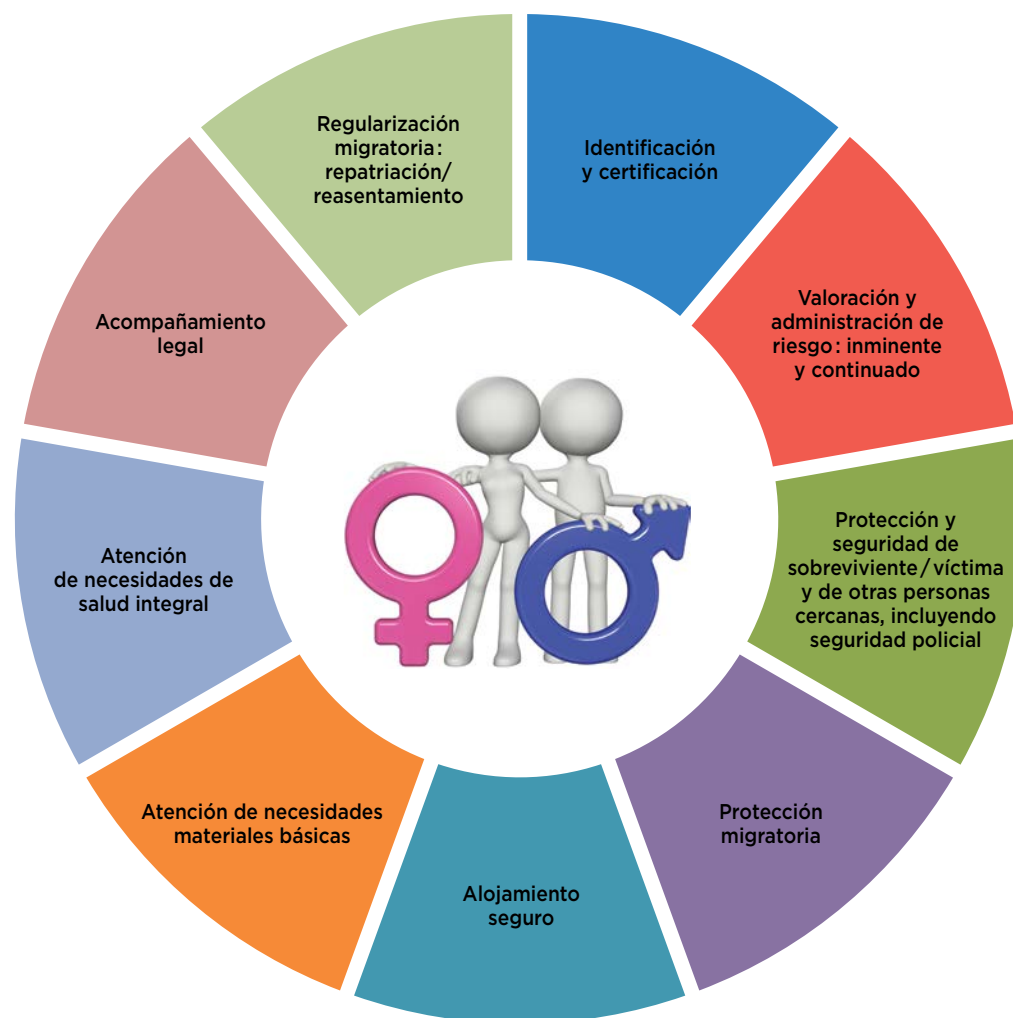 Identificación
y certificación
Valoración y
administración de
riesgo: inminente
y continuado
Protección y
seguridad de
sobreviviente/víctima
y de otras personas
cercanas, incluyendo
seguridad policial
Protección
migratoria
Alojamiento
seguro
Atención de necesidades
materiales básicas
Atención
de necesidades de
salud integral
Acompañamiento
legal
Regularización
migratoria:
repatriación/
reasentamiento